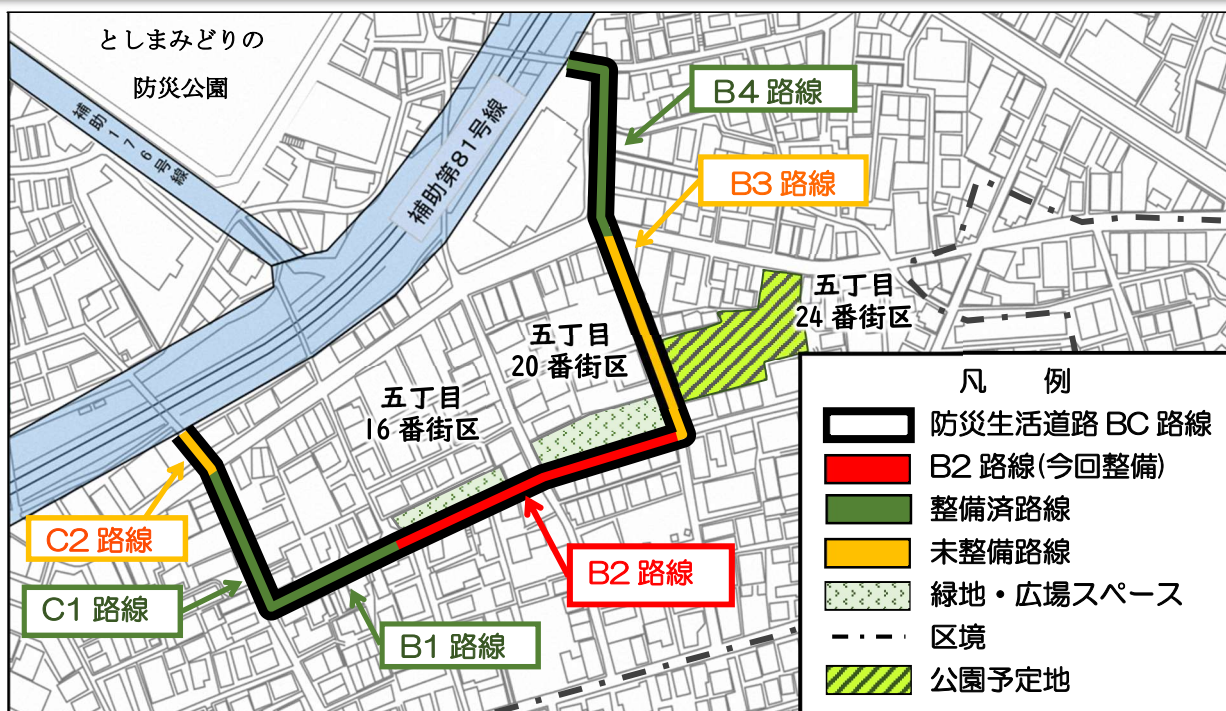 としまみどりの
防災公園
補助176号線
補助第81号線
B4 路線
B3 路線
五丁目
24 番街区
五丁目
20 番街区
五丁目
16 番街区
C2 路線
C1 路線
B1 路線
B2 路線
凡 例
防災生活道路 BC 路線
B2 路線(今回整備)
整備済路線
未整備路線
緑地・広場スペース
区境
公園予定地